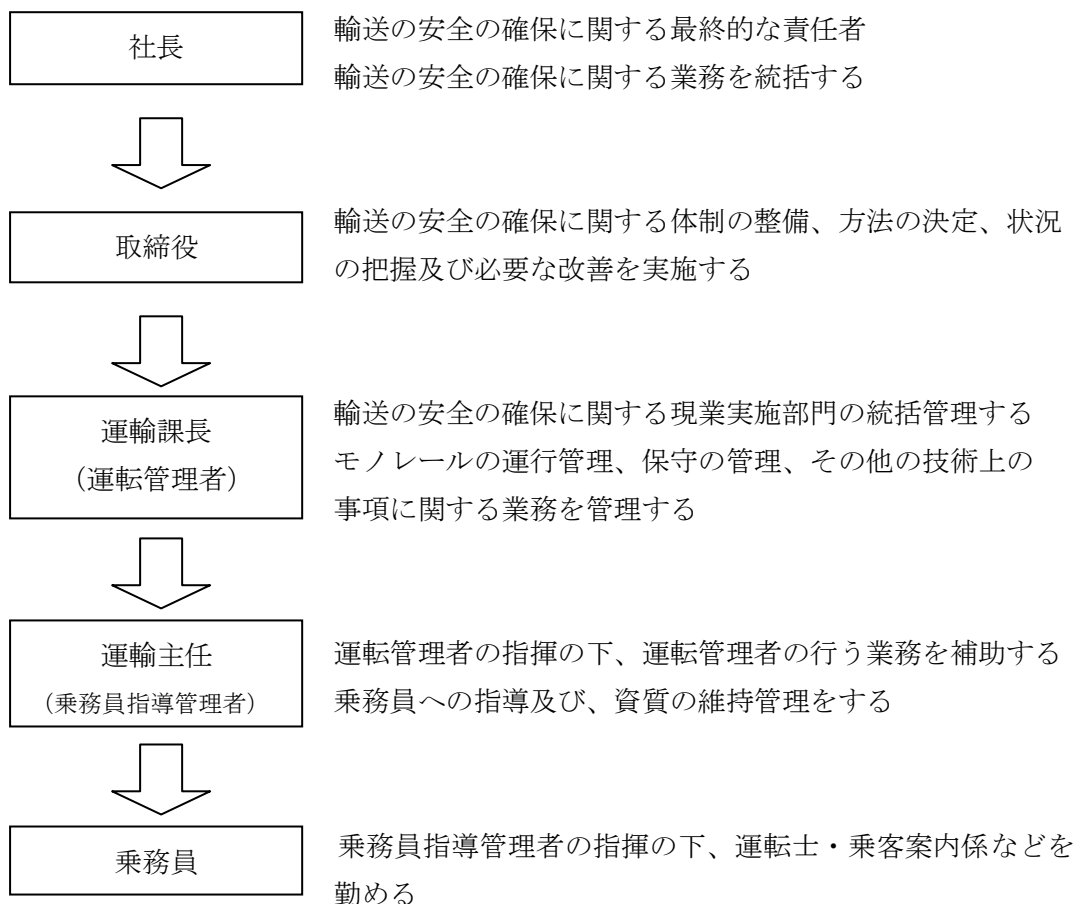 社長
輸送の安全の確保に関する最終的な責任者
輸送の安全の確保に関する業務を統括する
取締役
輸送の安全の確保に関する体制の整備、方法の決定、状況
の把握及び必要な改善を実施する
運輸課長
（運転管理者）
輸送の安全の確保に関する現業実施部門の統括管理する
モノレールの運行管理、保守の管理、その他の技術上の
事項に関する業務を管理する
運輸主任
（乗務員指導管理者）
運転管理者の指揮の下、運転管理者の行う業務を補助する
乗務員への指導及び、資質の維持管理をする
乗務員
乗務員指導管理者の指揮の下、運転士・乗客案内係などを
勤める